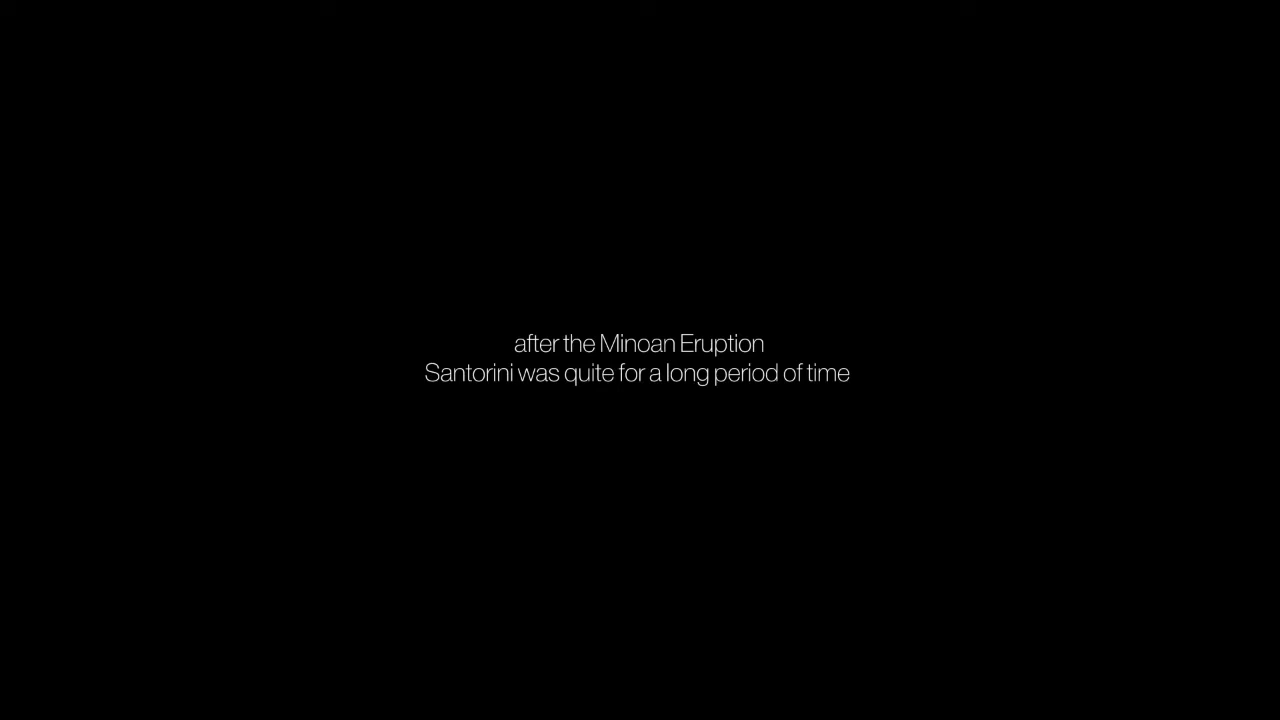 after the Minoan Eruption
Santorini was quite for a long period of time